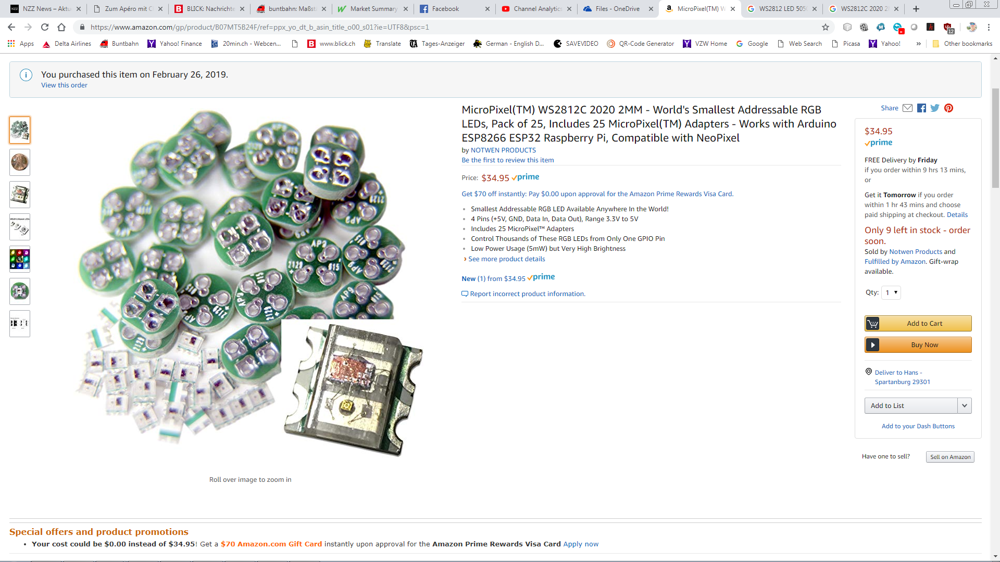 NZZ News – Aktu
Zum Apéro mit C
BLICK: Nachrichte
buntbahn: Maßsta
Market Summary
Facebook
Channel Analytics
Files - OneDrive
MicroPixel(TM) W
WS2812 LED 505
WS2812C 2020 2
https://www.amazon.com/gp/product/B07MT5B24F/ref=ppx_yo_dt_b_asin_title_o00_s01?ie=UTF8&psc=1
12
Apps
Delta Airlines
Buntbahn
Yahoo! Finance
20min.ch - Webcen...
www.blick.ch
Translate
Tages-Anzeiger
German - English D...
SAVEVIDEO
QR-Code Generator
VZW Home
Google
Web Search
Picasa
Yahoo!
»
Other bookmarks
You purchased this item on February 26, 2019.
View this order
MicroPixel(TM) WS2812C 2020 2MM - World's Smallest Addressable RGB
LEDs, Pack of 25, Includes 25 MicroPixel(TM) Adapters - Works with Arduino
ESP8266 ESP32 Raspberry Pi, Compatible with NeoPixel
by NOTWEN PRODUCTS
Be the first to review this item
Price: $34.95 prime
Get $70 off instantly: Pay $0.00 upon approval for the Amazon Prime Rewards Visa Card.
• Smallest Addressable RGB LED Available Anywhere In the World!
• 4 Pins (+5V, GND, Data In, Data Out), Range 3.3V to 5V
• Includes 25 MicroPixel™ Adapters
• Control Thousands of These RGB LEDs from Only One GPIO Pin
• Low Power Usage (5mW) but Very High Brightness
› See more product details
New (1) from $34.95 prime
Report incorrect product information.
AP9
2129
615
Roll over image to zoom in
Share
$34.95
prime
FREE Delivery by Friday
if you order within 9 hrs 13 mins,
or
Get it Tomorrow if you order
within 1 hr 43 mins and choose
paid shipping at checkout. Details
Only 9 left in stock - order
soon.
Sold by Notwen Products and
Fulfilled by Amazon. Gift-wrap
available.
Qty: 1
Add to Cart
Buy Now
Deliver to Hans -
Spartanburg 29301
Add to List
Add to your Dash Buttons
Have one to sell?
Sell on Amazon
Special offers and product promotions
• Your cost could be $0.00 instead of $34.95! Get a $70 Amazon.com Gift Card instantly upon approval for the Amazon Prime Rewards Visa Card Apply now